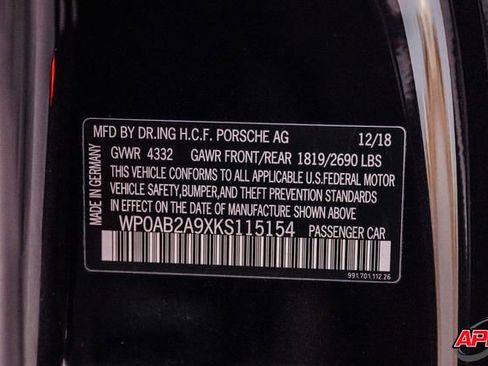 MFD BY DR.ING H.C.F. PORSCHE AG 12/18
GVWR 4332 GAWR FRONT/REAR 1819/2690 LBS
THIS VEHICLE CONFORMS TO ALL APPLICABLE U.S.FEDERAL MOTOR
VEHICLE SAFETY,BUMPER,AND THEFT PREVENTION STANDARDS
IN EFFECT ON THE DATE OF MANUFACTURE SHOWN ABOVE
WP0AB2A9XKS115154 PASSENGER CAR
991.701.112.26
MADE IN GERMANY